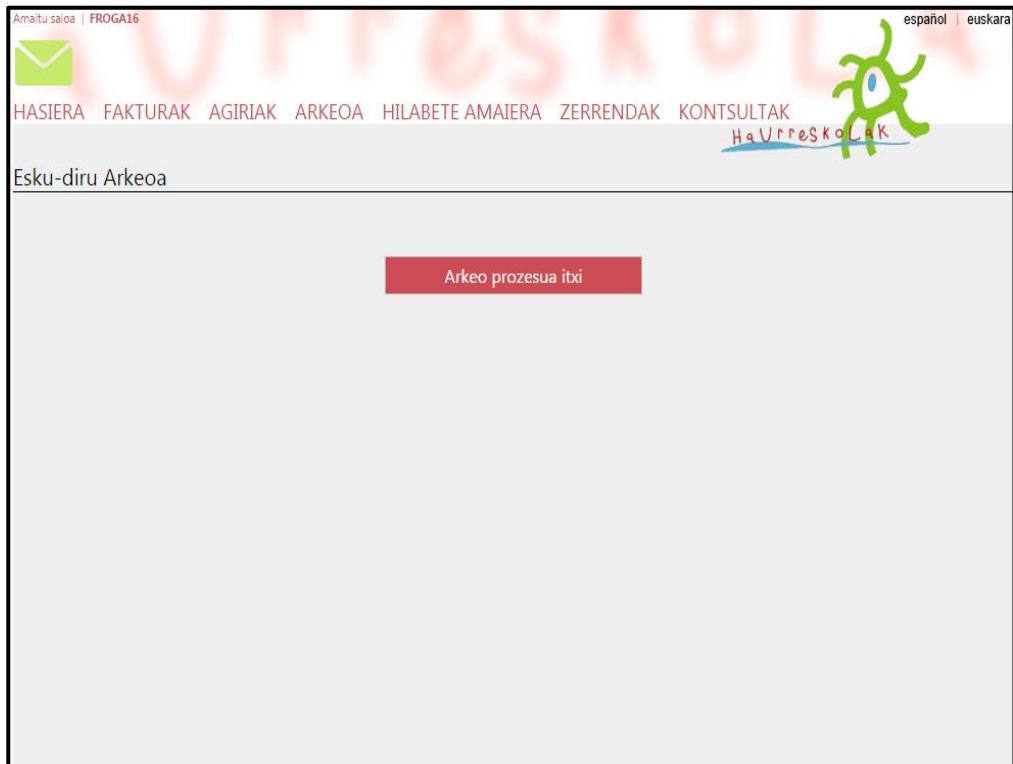 Amaitu saioa | FROGA16
español | euskara
HASIERA FAKTURAK AGIRIAK ARKEOA HILABETE AMAIERA ZERRENDAK KONTSULTAK
HaUrresKoLaK
Esku-diru Arkeoa
Arkeo prozesua itxi